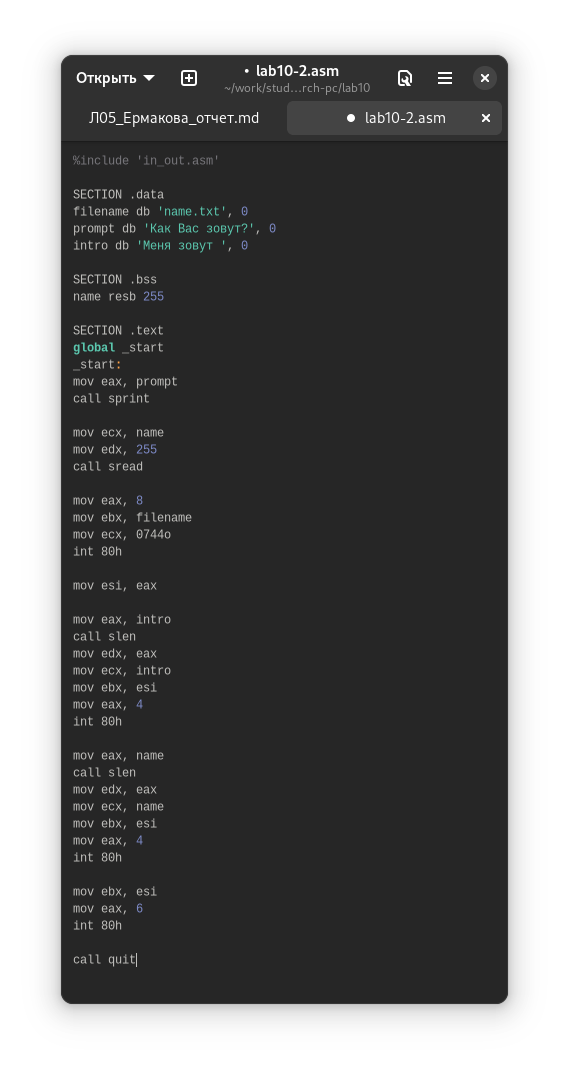 Открыть
• lab10-2.asm
~/work/stud…rch-pc/lab10
Л05_Ермакова_отчет.md
● lab10-2.asm
%include 'in_out.asm'
SECTION .data
filename db 'name.txt', 0
prompt db 'Как Вас зовут?', 0
intro db 'Меня зовут ', 0
SECTION .bss
name resb 255
SECTION .text
global _start
_start:
mov eax, prompt
call sprint
mov ecx, name
mov edx, 255
call sread
mov eax, 8
mov ebx, filename
mov ecx, 0744o
int 80h
mov esi, eax
mov eax, intro
call slen
mov edx, eax
mov ecx, intro
mov ebx, esi
mov eax, 4
int 80h
mov eax, name
call slen
mov edx, eax
mov ecx, name
mov ebx, esi
mov eax, 4
int 80h
mov ebx, esi
mov eax, 6
int 80h
call quit